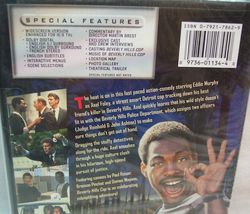 SPECIAL FEATURES
• WIDESCREEN VERSION
ENHANCED FOR 16:9 TVs
• DOLBY DIGITAL
• ENGLISH 5.1 SURROUND
• ENGLISH DOLBY SURROUND
• FRENCH STEREO
• ENGLISH SUBTITLES
• INTERACTIVE MENUS
• SCENE SELECTIONS
• COMMENTARY BY
DIRECTOR MARTIN BREST
• EXCLUSIVE CAST
AND CREW INTERVIEWS
• CASTING BEVERLY HILLS COP
• MUSIC OF BEVERLY HILLS COP
• LOCATION MAP
• PHOTO GALLERY
• THEATRICAL TRAILER
ISBN 0-7921-7862-9
97360 1134
The heat is on in this fast paced action-comedy starring Eddie Murphy
as Axel Foley, a street smart Detroit cop tracking down his best
friend's killer in Beverly Hills. Axel quickly learns that his wild style doesn't
fit in with the Beverly Hills Police Department, which assigns two officers
(Judge Reinhold & John Ashton) to make
sure things don't get out of hand.
Dragging the stuffy detectives
along for the ride, Axel smashes
through a huge culture clash
in his hilarious, high-speed
pursuit of justice.
Featuring cameos by Paul Reiser,
Bronson Pinchot and Damon Wayans,
Beverly Hills Cop is